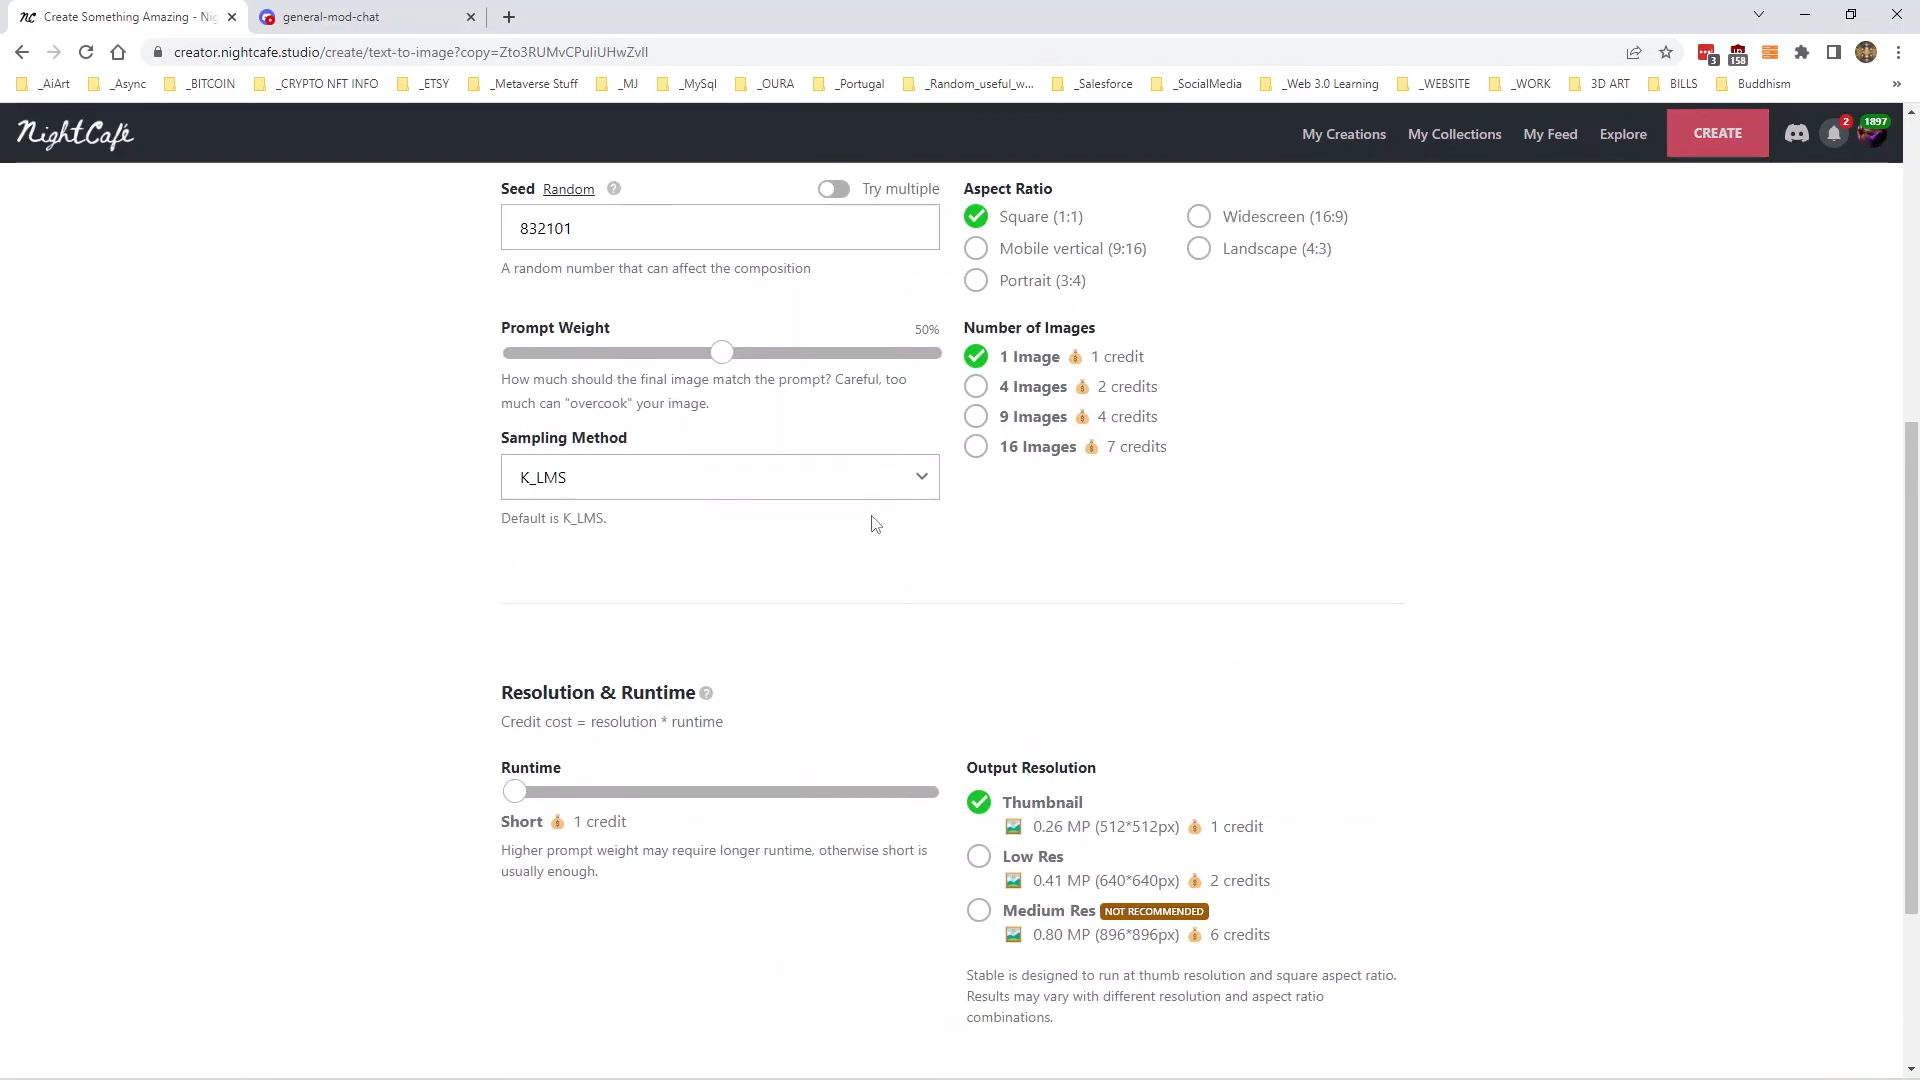 Create Something Amazing - Nig
general-mod-chat
creator.nightcafe.studio/create/text-to-image?copy=Zto3RUMvCPuliUHwZvlI
3
158
_AiArt
_Async
_BITCOIN
_CRYPTO NFT INFO
_ETSY
_Metaverse Stuff
_MJ
_MySql
_OURA
_Portugal
_Random_useful_w...
_Salesforce
_SocialMedia
_Web 3.0 Learning
_WEBSITE
_WORK
3D ART
BILLS
Buddhism
»
NightCafé
My Creations
My Collections
My Feed
Explore
CREATE
2
1897
Seed Random ?
Try multiple
832101
A random number that can affect the composition
Aspect Ratio
Square (1:1)
Widescreen (16:9)
Mobile vertical (9:16)
Landscape (4:3)
Portrait (3:4)
Prompt Weight
50%
How much should the final image match the prompt? Careful, too
much can "overcook" your image.
Number of Images
1 Image 1 credit
4 Images 2 credits
9 Images 4 credits
16 Images 7 credits
Sampling Method
K_LMS
Default is K_LMS.
Resolution & Runtime ?
Credit cost = resolution * runtime
Runtime
Short 1 credit
Higher prompt weight may require longer runtime, otherwise short is
usually enough.
Output Resolution
Thumbnail
0.26 MP (512*512px) 1 credit
Low Res
0.41 MP (640*640px) 2 credits
Medium Res NOT RECOMMENDED
0.80 MP (896*896px) 6 credits
Stable is designed to run at thumb resolution and square aspect ratio.
Results may vary with different resolution and aspect ratio
combinations.